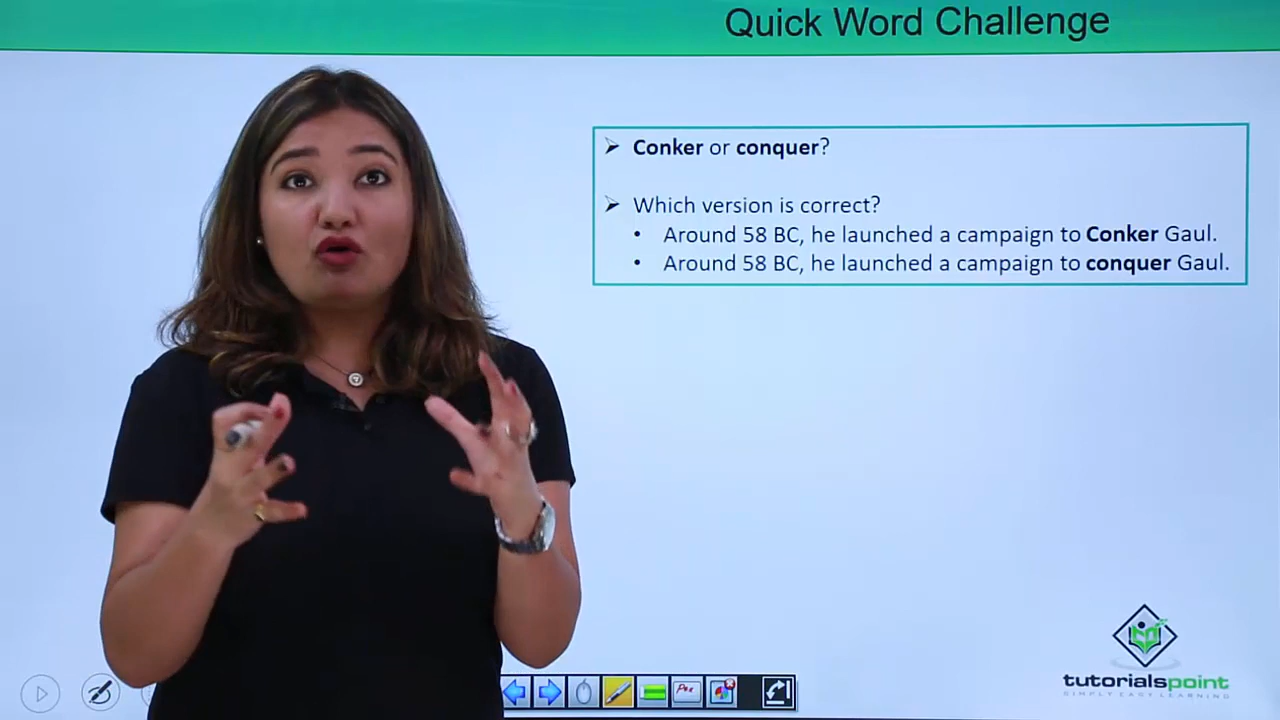 Quick Word Challenge
➢ Conker or conquer?
➢ Which version is correct?
• Around 58 BC, he launched a campaign to Conker Gaul.
• Around 58 BC, he launched a campaign to conquer Gaul.
Pen
tutorialspoint
SIMPLY EASY LEARNING